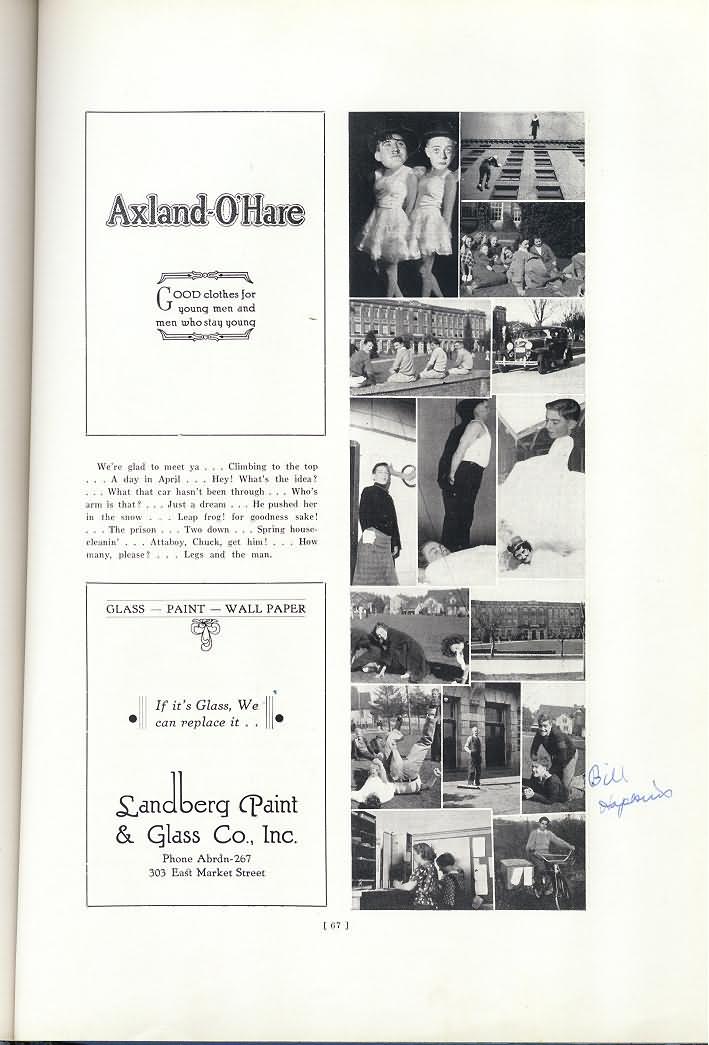 Axland-O'Hare
GOOD clothes for
young men and
men who stay young
We're glad to meet ya . . . Climbing to the top
. . . A day in April . . . Hey! What's the idea?
. . . What that car hasn't been through . . . Who's
arm is that? . . . Just a dream . . . He pushed her
in the snow . . . Leap frog! for goodness sake!
. . . The prison . . . Two down . . . Spring house-
cleanin' . . . Attaboy, Chuck, get him! . . . How
many, please? . . . Legs and the man.
GLASS — PAINT — WALL PAPER
If it's Glass, We
can replace it . .
Landberg Paint
& Glass Co., Inc.
Phone Abrdn-267
303 East Market Street
[ 67 ]
Bill
Hopkins